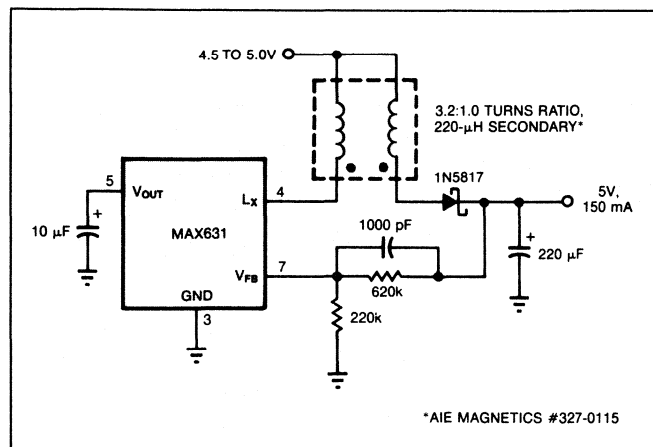 4.5 TO 5.0V
3.2:1.0 TURNS RATIO,
220-µH SECONDARY*
1N5817
5
VOUT
LX
4
5V,
150 mA
10 µF
+
MAX631
1000 pF
+
220 µF
VFB
7
620k
GND
3
220k
*AIE MAGNETICS #327-0115